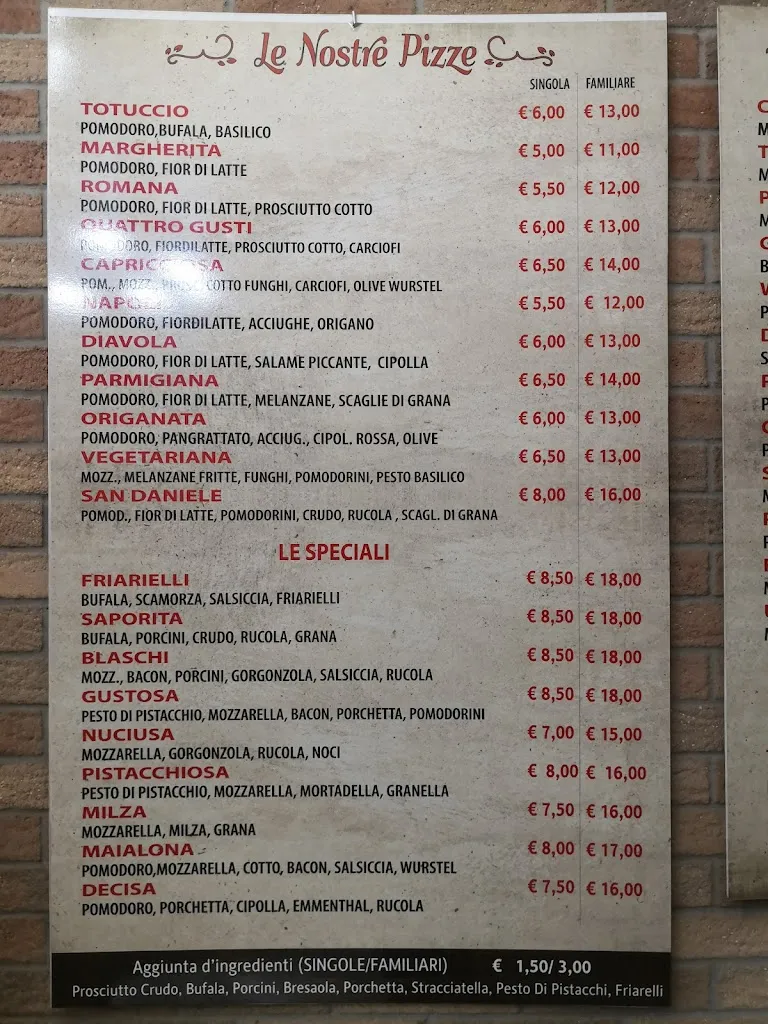 Le Nostre Pizze
SINGOLA FAMILIARE
TOTUCCIO € 6,00 € 13,00
POMODORO,BUFALA, BASILICO
MARGHERITA € 5,00 € 11,00
POMODORO, FIOR DI LATTE
ROMANA € 5,50 € 12,00
POMODORO, FIOR DI LATTE, PROSCIUTTO COTTO
QUATTRO GUSTI € 6,00 € 13,00
POMODORO, FIORDILATTE, PROSCIUTTO COTTO, CARCIOFI
CAPRICCIOSA € 6,50 € 14,00
POM., MOZZ., PROSC. COTTO FUNGHI, CARCIOFI, OLIVE WURSTEL
NAPOLI € 5,50 € 12,00
POMODORO, FIORDILATTE, ACCIUGHE, ORIGANO
DIAVOLA € 6,00 € 13,00
POMODORO, FIOR DI LATTE, SALAME PICCANTE, CIPOLLA
PARMIGIANA € 6,50 € 14,00
POMODORO, FIOR DI LATTE, MELANZANE, SCAGLIE DI GRANA
ORIGANATA € 6,00 € 13,00
POMODORO, PANGRATTATO, ACCIUG., CIPOL. ROSSA, OLIVE
VEGETARIANA € 6,50 € 13,00
MOZZ., MELANZANE FRITTE, FUNGHI, POMODORINI, PESTO BASILICO
SAN DANIELE € 8,00 € 16,00
POMOD., FIOR DI LATTE, POMODORINI, CRUDO, RUCOLA , SCAGL. DI GRANA
LE SPECIALI
FRIARIELLI € 8,50 € 18,00
BUFALA, SCAMORZA, SALSICCIA, FRIARIELLI
SAPORITA € 8,50 € 18,00
BUFALA, PORCINI, CRUDO, RUCOLA, GRANA
BLASCHI € 8,50 € 18,00
MOZZ., BACON, PORCINI, GORGONZOLA, SALSICCIA, RUCOLA
GUSTOSA € 8,50 € 18,00
PESTO DI PISTACCHIO, MOZZARELLA, BACON, PORCHETTA, POMODORINI
NUCIUSA € 7,00 € 15,00
MOZZARELLA, GORGONZOLA, RUCOLA, NOCI
PISTACCHIOSA € 8,00 € 16,00
PESTO DI PISTACCHIO, MOZZARELLA, MORTADELLA, GRANELLA
MILZA € 7,50 € 16,00
MOZZARELLA, MILZA, GRANA
MAIALONA € 8,00 € 17,00
POMODORO,MOZZARELLA, COTTO, BACON, SALSICCIA, WURSTEL
DECISA € 7,50 € 16,00
POMODORO, PORCHETTA, CIPOLLA, EMMENTHAL, RUCOLA
Aggiunta d'ingredienti (SINGOLE/FAMILIARI) € 1,50/ 3,00
Prosciutto Crudo, Bufala, Porcini, Bresaola, Porchetta, Stracciatella, Pesto Di Pistacchi, Friarelli